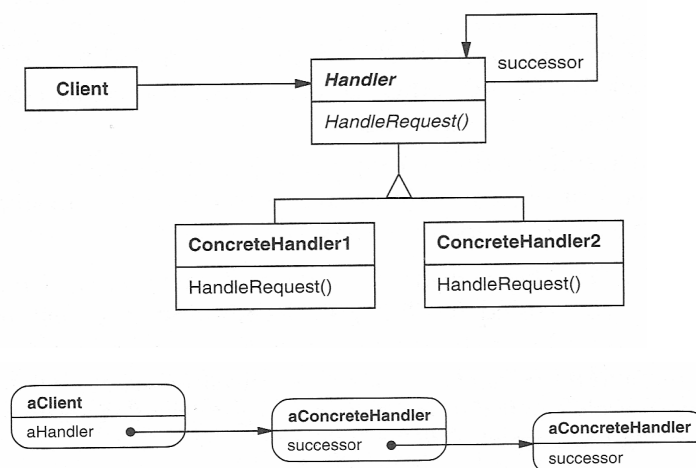 Client
Handler
successor
HandleRequest()
ConcreteHandler1
HandleRequest()
ConcreteHandler2
HandleRequest()
aClient
aHandler
aConcreteHandler
successor
aConcreteHandler
successor